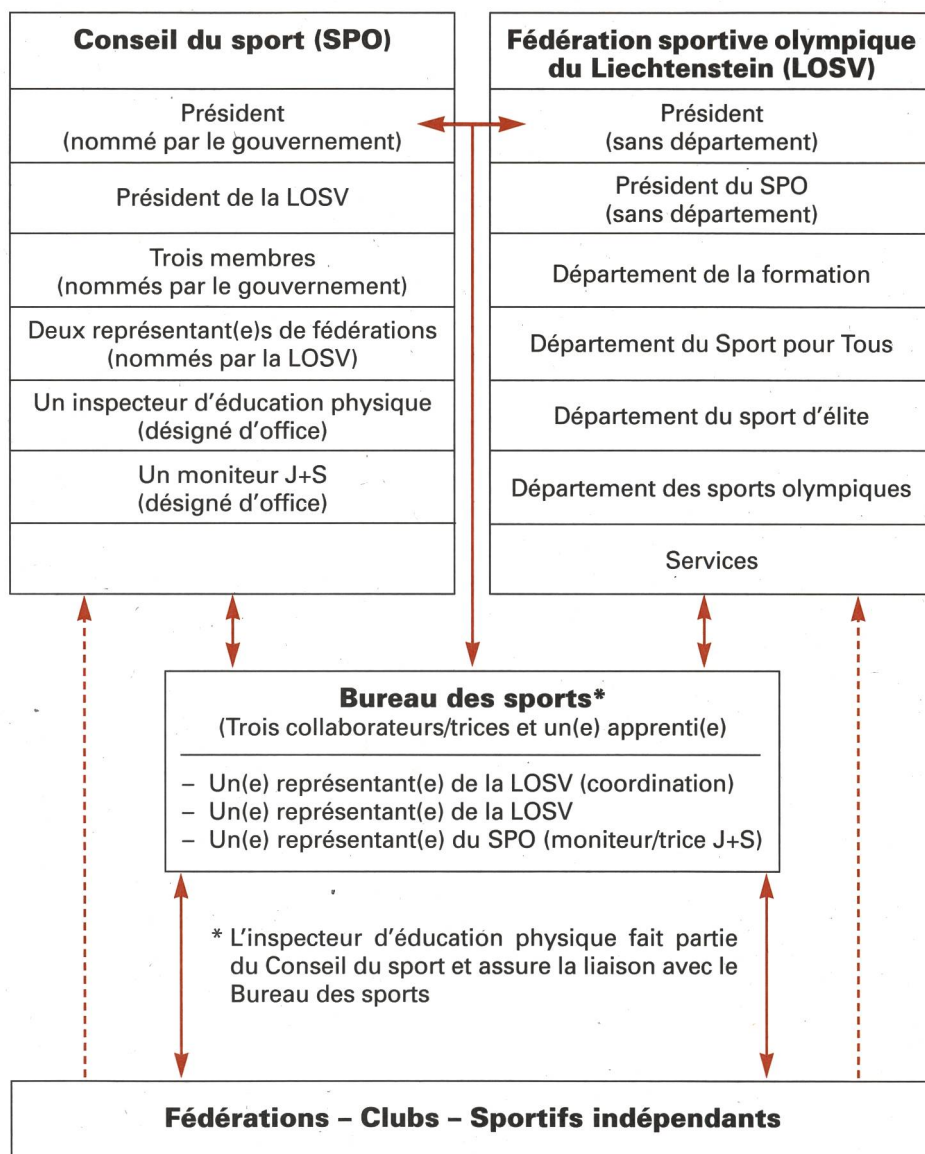 Conseil du sport (SPO)
Président
(nommé par le gouvernement)
Président de la LOSV
Trois membres
(nommés par le gouvernement)
Deux représentant(e)s de fédérations
(nommés par la LOSV)
Un inspecteur d'éducation physique
(désigné d'office)
Un moniteur J+S
(désigné d'office)
Fédération sportive olympique
du Liechtenstein (LOSV)
Président
(sans département)
Président du SPO
(sans département)
Département de la formation
Département du Sport pour Tous
Département du sport d'élite
Département des sports olympiques
Services
Bureau des sports*
(Trois collaborateurs/trices et un(e) apprenti(e)
– Un(e) représentant(e) de la LOSV (coordination)
– Un(e) représentant(e) de la LOSV
– Un(e) représentant(e) du SPO (moniteur/trice J+S)
* L'inspecteur d'éducation physique fait partie
du Conseil du sport et assure la liaison avec le
Bureau des sports
Fédérations – Clubs – Sportifs indépendants